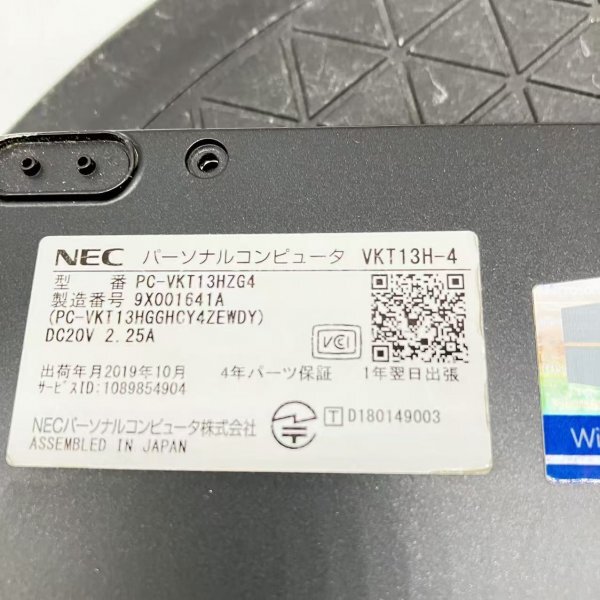 NEC パーソナルコンピュータ VKT13H-4
型 番 PC-VKT13HZG4
製造番号 9X001641A
(PC-VKT13HGGHCY4ZEWDY)
DC20V 2.25A
VCCI
出荷年月2019年10月 4年パーツ保証 1年翌日出張
サービスID:1089854904
NECパーソナルコンピュータ株式会社
T D180149003
ASSEMBLED IN JAPAN